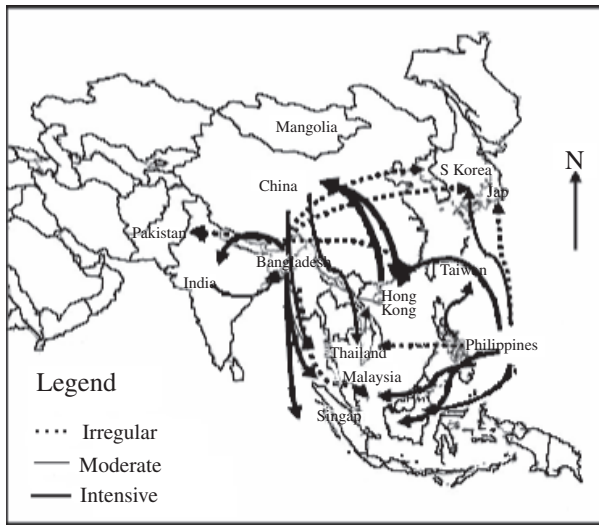 Mangolia
S Korea
N
China
Jap
Pakistan
Bangladesh
Taiwan
India
Hong
Kong
Thailand
Philippines
Malaysia
Legend
Singap
Irregular
Moderate
Intensive